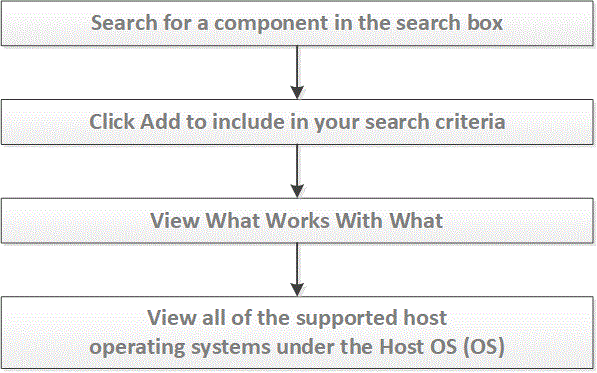 Search for a component in the search box
Click Add to include in your search criteria
View What Works With What
View all of the supported host
operating systems under the Host OS (OS)